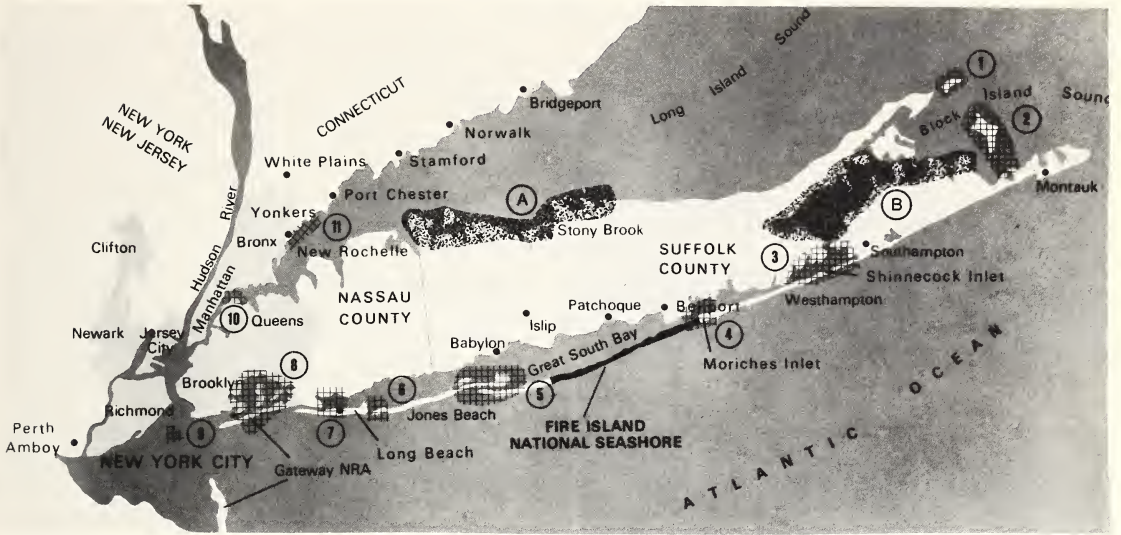 Sound
Island
Long
1
Island Sound
Block
2
Bridgeport
CONNECTICUT
NEW YORK
NEW JERSEY
Norwalk
Stamford
White Plains
Port Chester
Montauk
A
B
Yonkers
11
Hudson River
Stony Brook
Bronx
New Rochelle
Clifton
SUFFOLK
COUNTY
3
Southampton
Shinnecock Inlet
Manhattan
NASSAU
COUNTY
Westhampton
Patchoque
Bellport
10
Queens
Islip
Newark
Jersey
City
4
Babylon
Great South Bay
Moriches Inlet
8
Brooklyn
6
5
Jones Beach
Richmond
FIRE ISLAND
NATIONAL SEASHORE
9
7
Long Beach
Perth
Amboy
NEW YORK CITY
Gateway NRA
ATLANTIC OCEAN